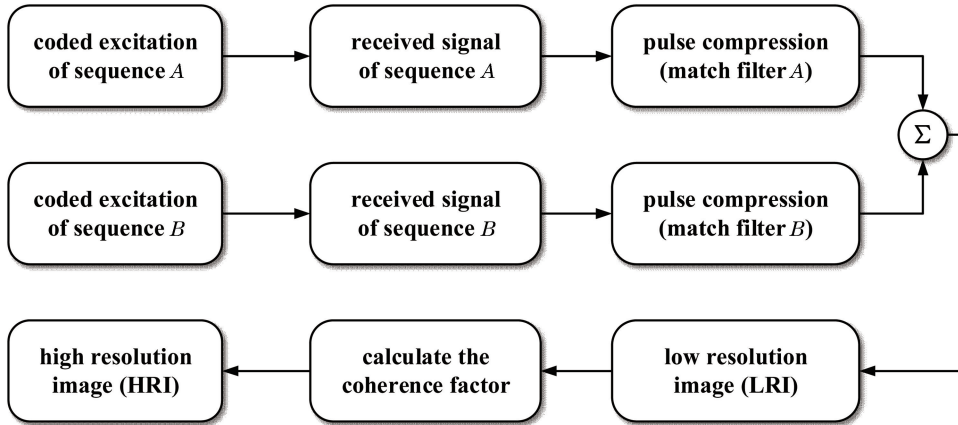 coded excitation
of sequence A
received signal
of sequence A
pulse compression
(match filter A)
Σ
coded excitation
of sequence B
received signal
of sequence B
pulse compression
(match filter B)
high resolution
image (HRI)
calculate the
coherence factor
low resolution
image (LRI)